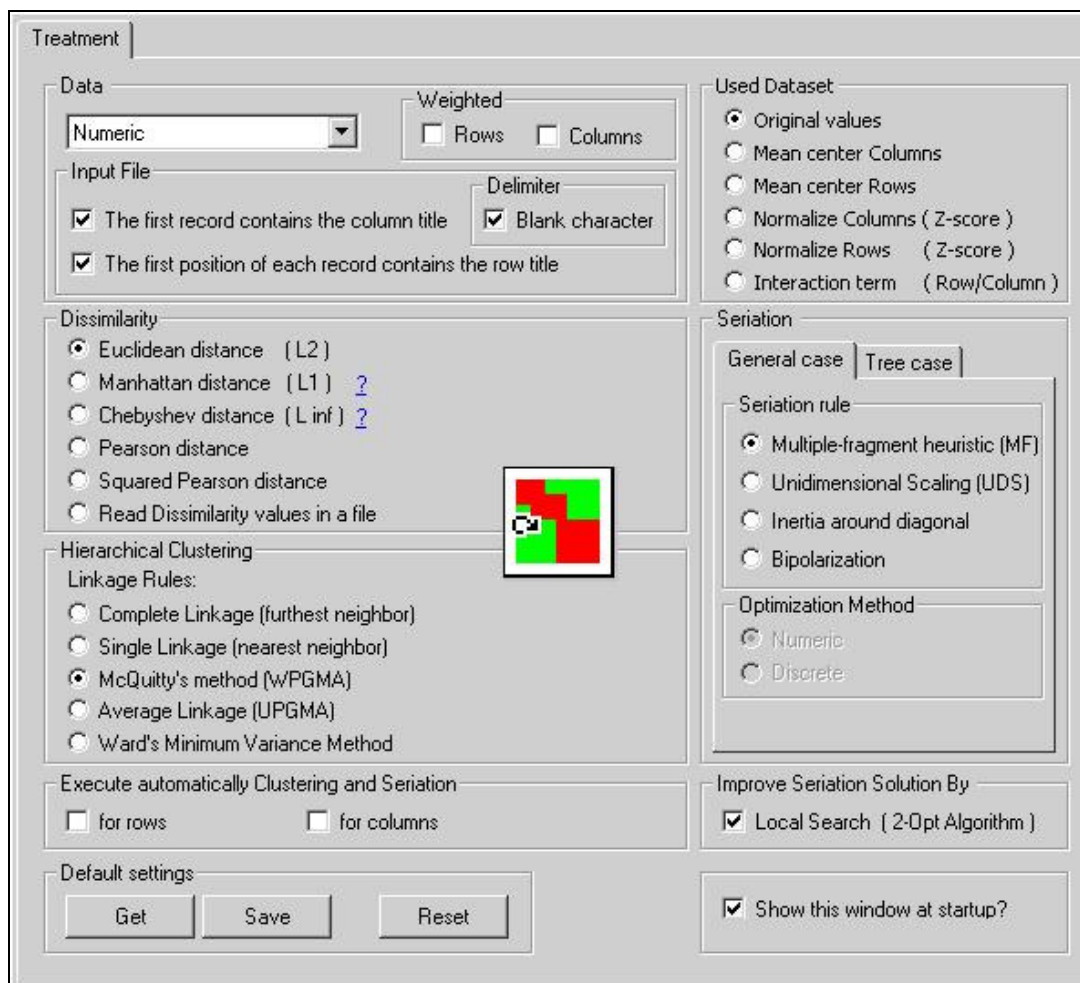 Treatment
Data
Numeric
Weighted
Rows Columns
Input File
The first record contains the column title
Delimiter
Blank character
The first position of each record contains the row title
Used Dataset
Original values
Mean center Columns
Mean center Rows
Normalize Columns ( Z-score )
Normalize Rows ( Z-score )
Interaction term ( Row/Column )
Dissimilarity
Euclidean distance ( L2 )
Manhattan distance ( L1 ) ?
Chebyshev distance ( L inf ) ?
Pearson distance
Squared Pearson distance
Read Dissimilarity values in a file
Hierarchical Clustering
Linkage Rules:
Complete Linkage (furthest neighbor)
Single Linkage (nearest neighbor)
McQuitty's method (WPGMA)
Average Linkage (UPGMA)
Ward's Minimum Variance Method
Seriation
General case Tree case
Seriation rule
Multiple-fragment heuristic (MF)
Unidimensional Scaling (UDS)
Inertia around diagonal
Bipolarization
Optimization Method
Numeric
Discrete
Execute automatically Clustering and Seriation
for rows for columns
Improve Seriation Solution By
Local Search ( 2-Opt Algorithm )
Default settings
Get Save Reset
Show this window at startup?